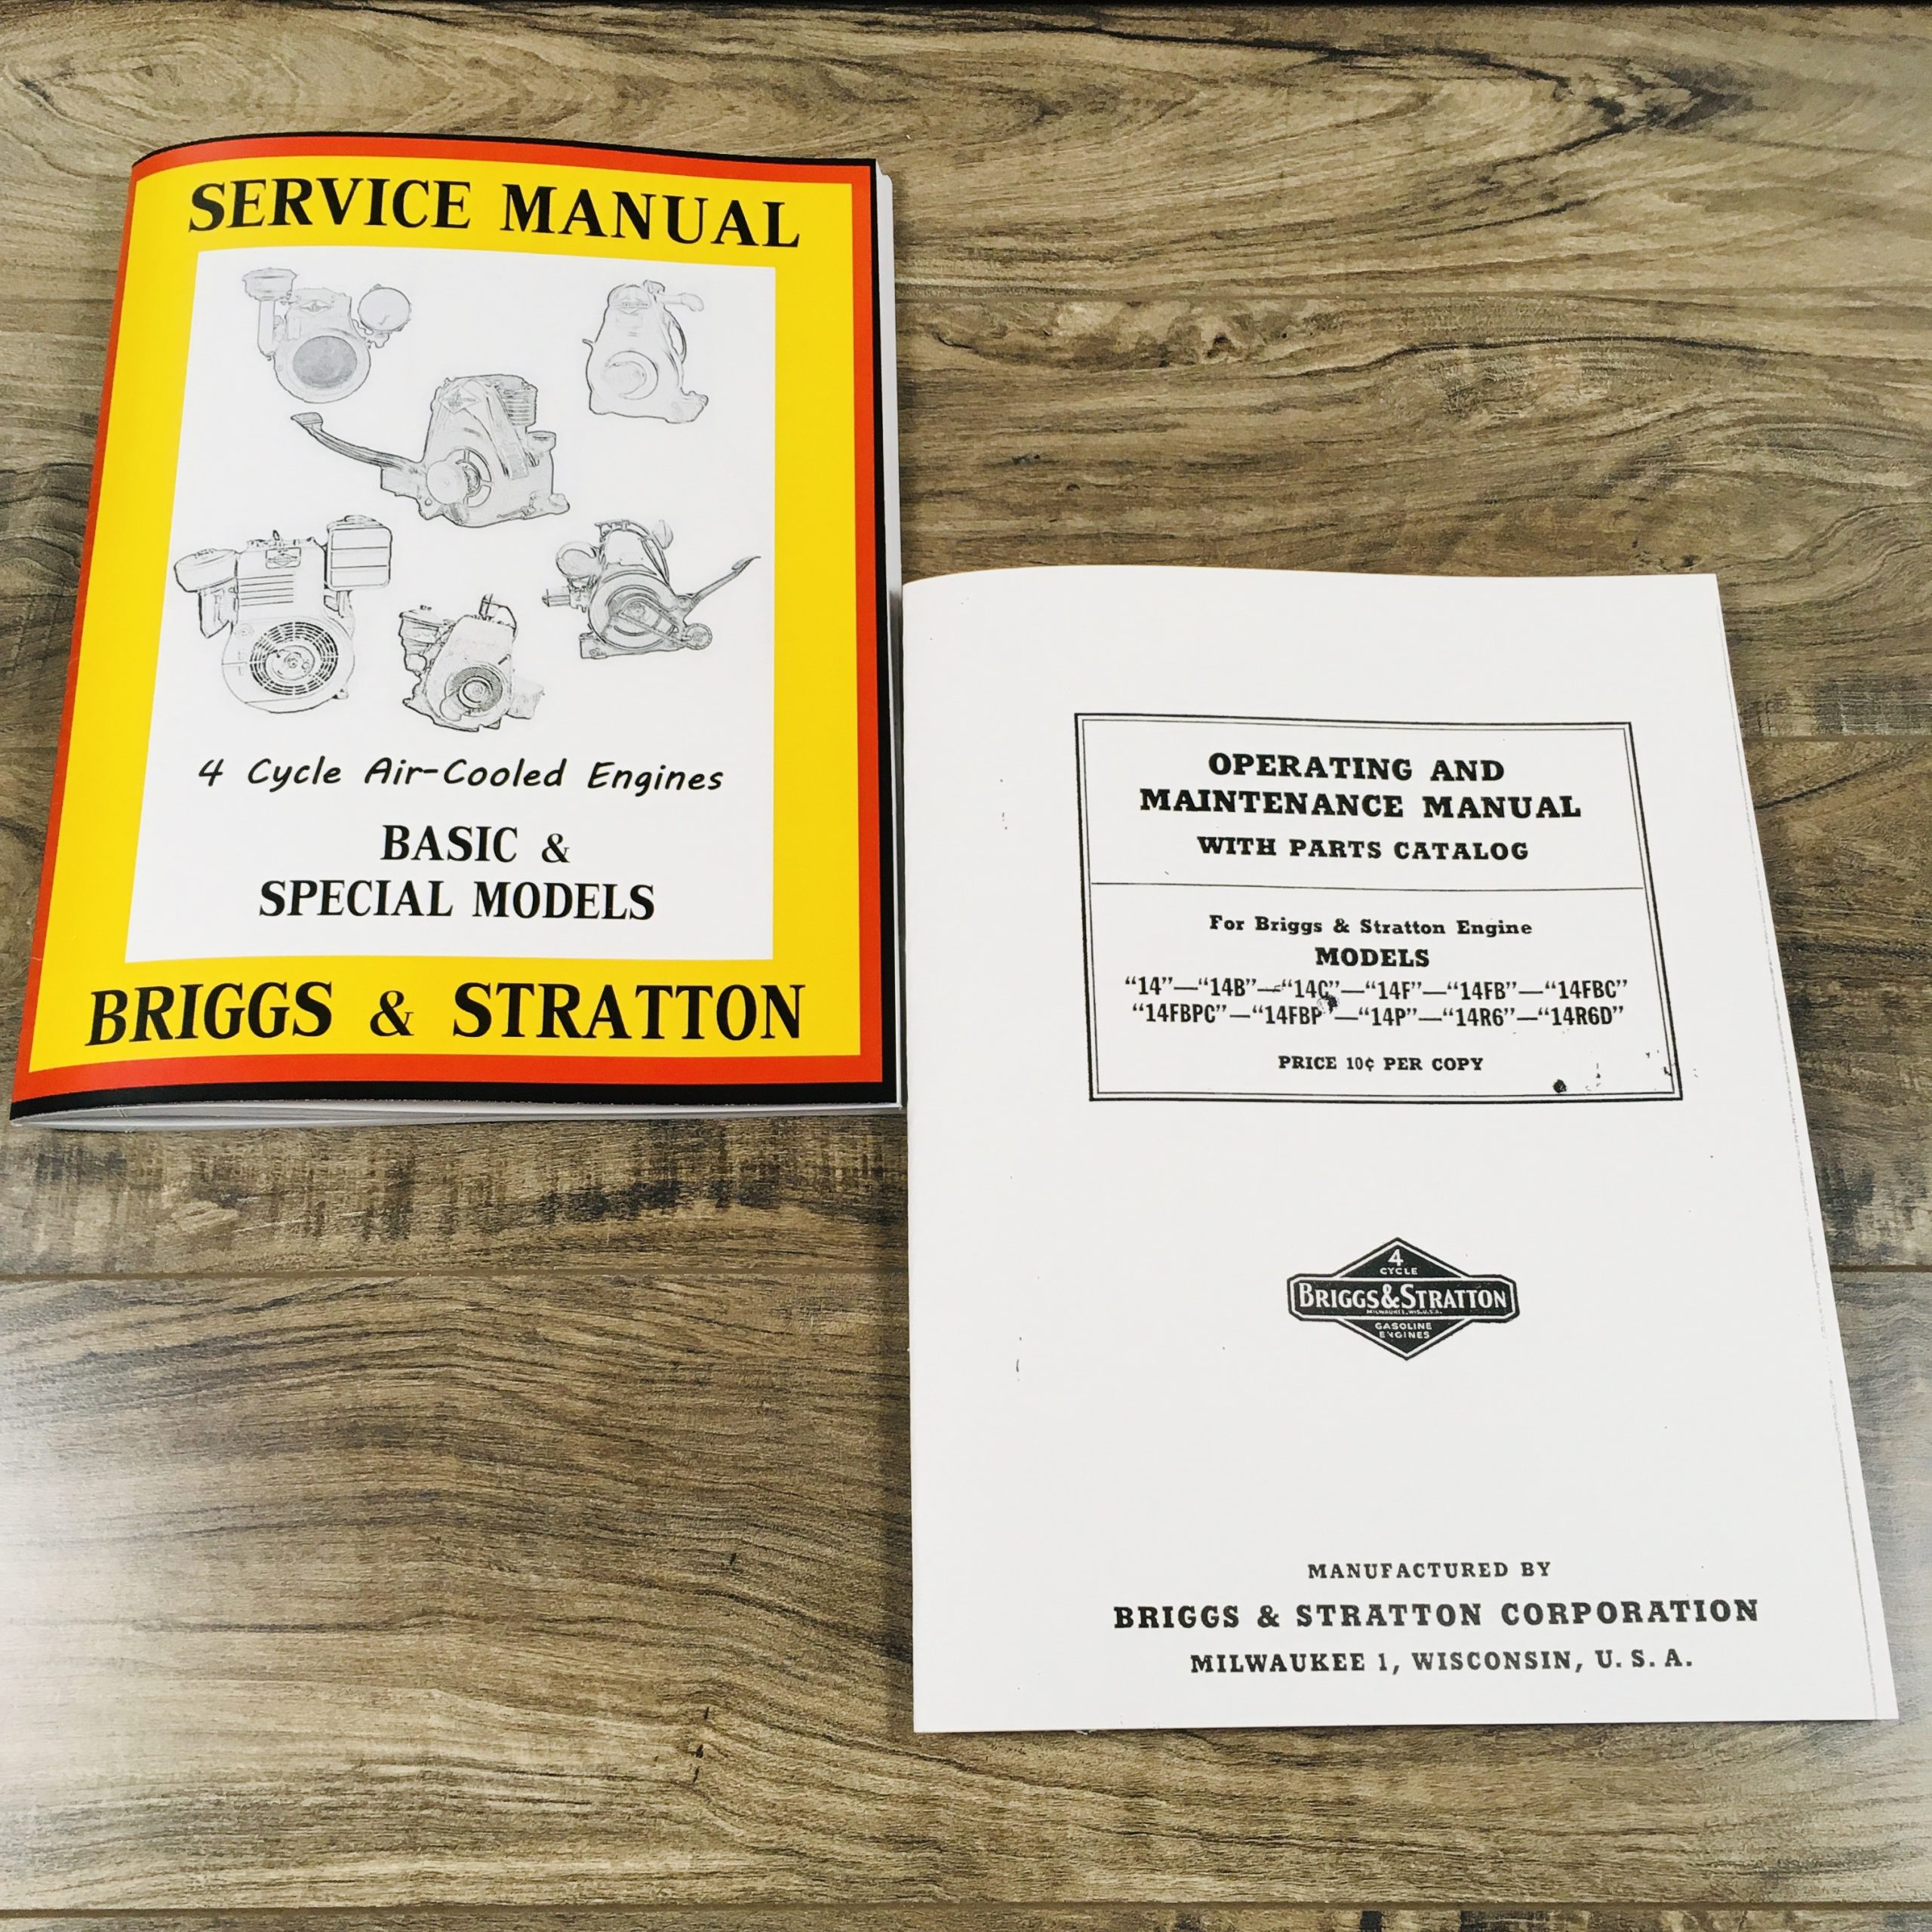 SERVICE MANUAL
4 Cycle Air-Cooled Engines
BASIC &
SPECIAL MODELS
BRIGGS & STRATTON
OPERATING AND
MAINTENANCE MANUAL
WITH PARTS CATALOG
For Briggs & Stratton Engine
MODELS
“14”—“14B”—“14C”—“14F”—“14FB”—“14FBC”
“14FBPC”—“14FBP”—“14P”—“14R6”—“14R6D”
PRICE 10¢ PER COPY
4
CYCLE
BRIGGS&STRATTON
MILWAUKEE, WIS. U.S.A.
GASOLINE
ENGINES
MANUFACTURED BY
BRIGGS & STRATTON CORPORATION
MILWAUKEE 1, WISCONSIN, U. S. A.